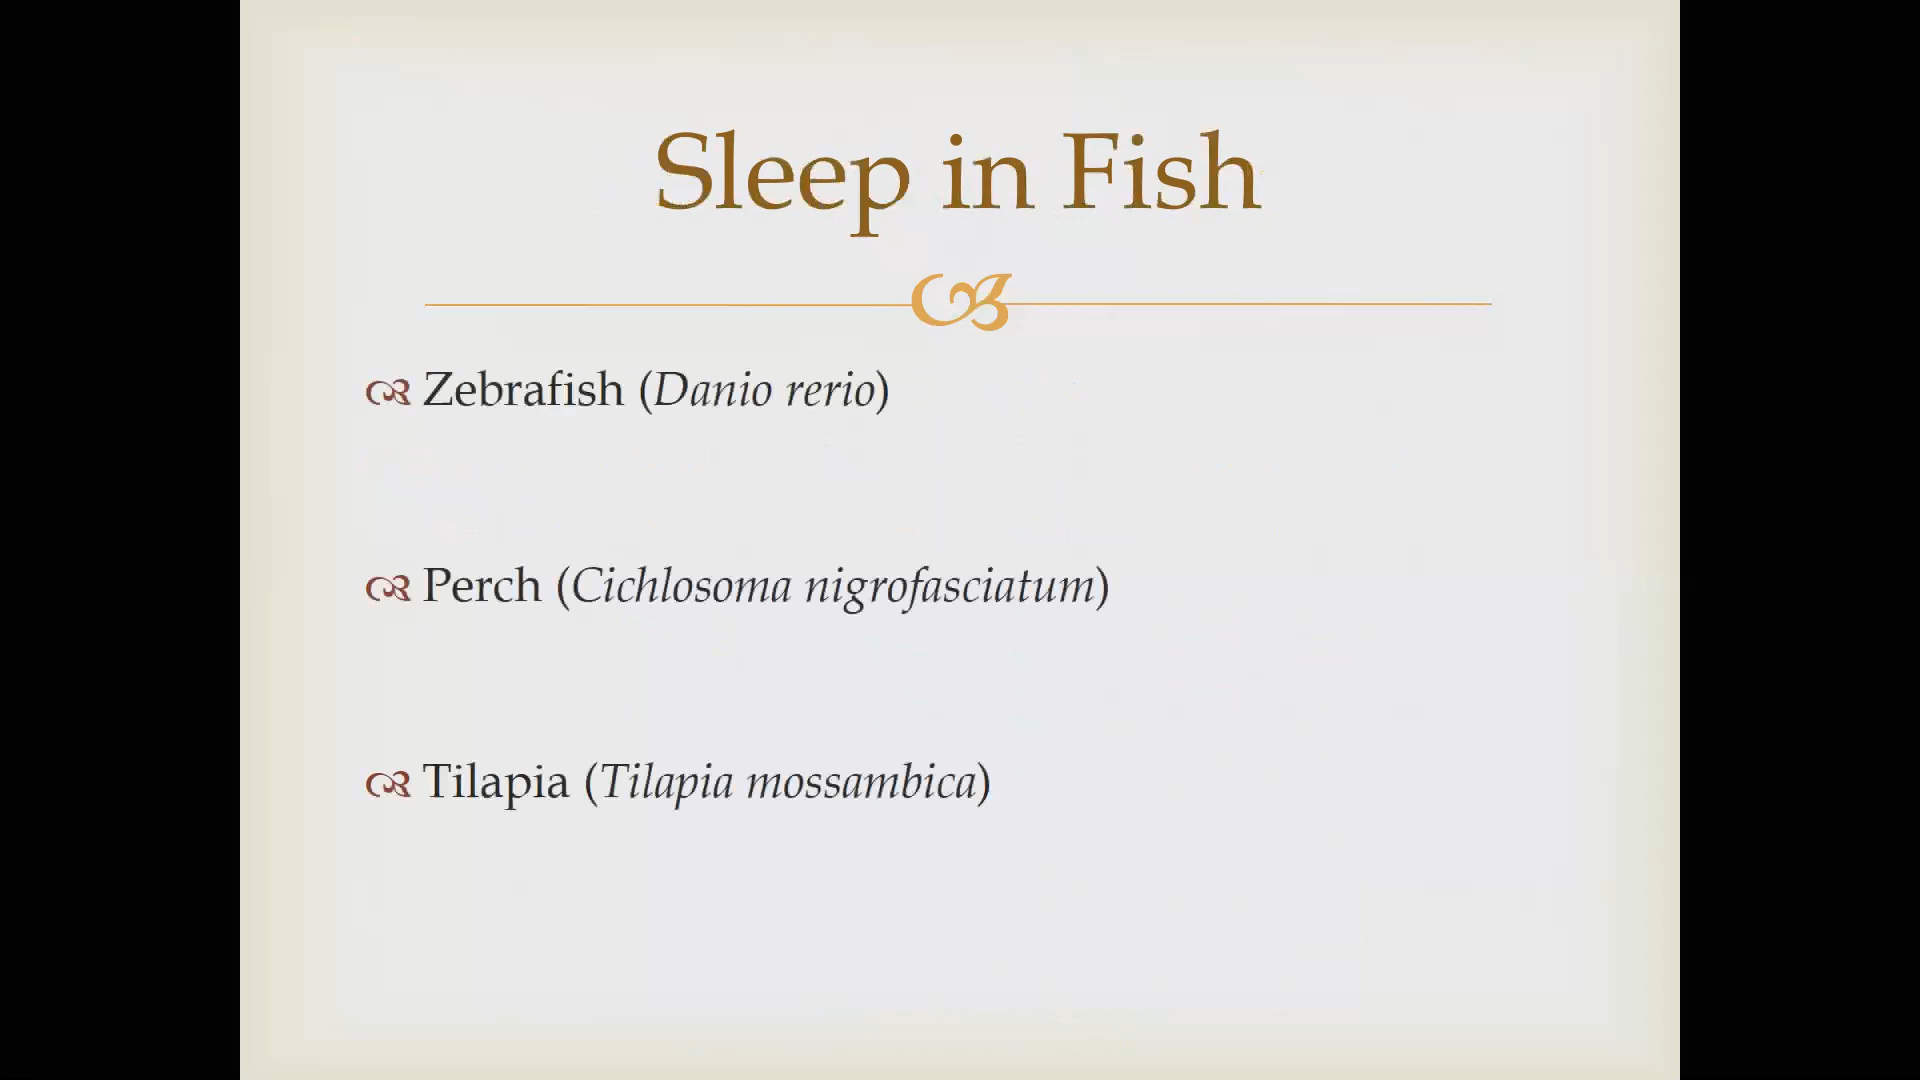 Sleep in Fish
Zebrafish (Danio rerio)
Perch (Cichlosoma nigrofasciatum)
Tilapia (Tilapia mossambica)